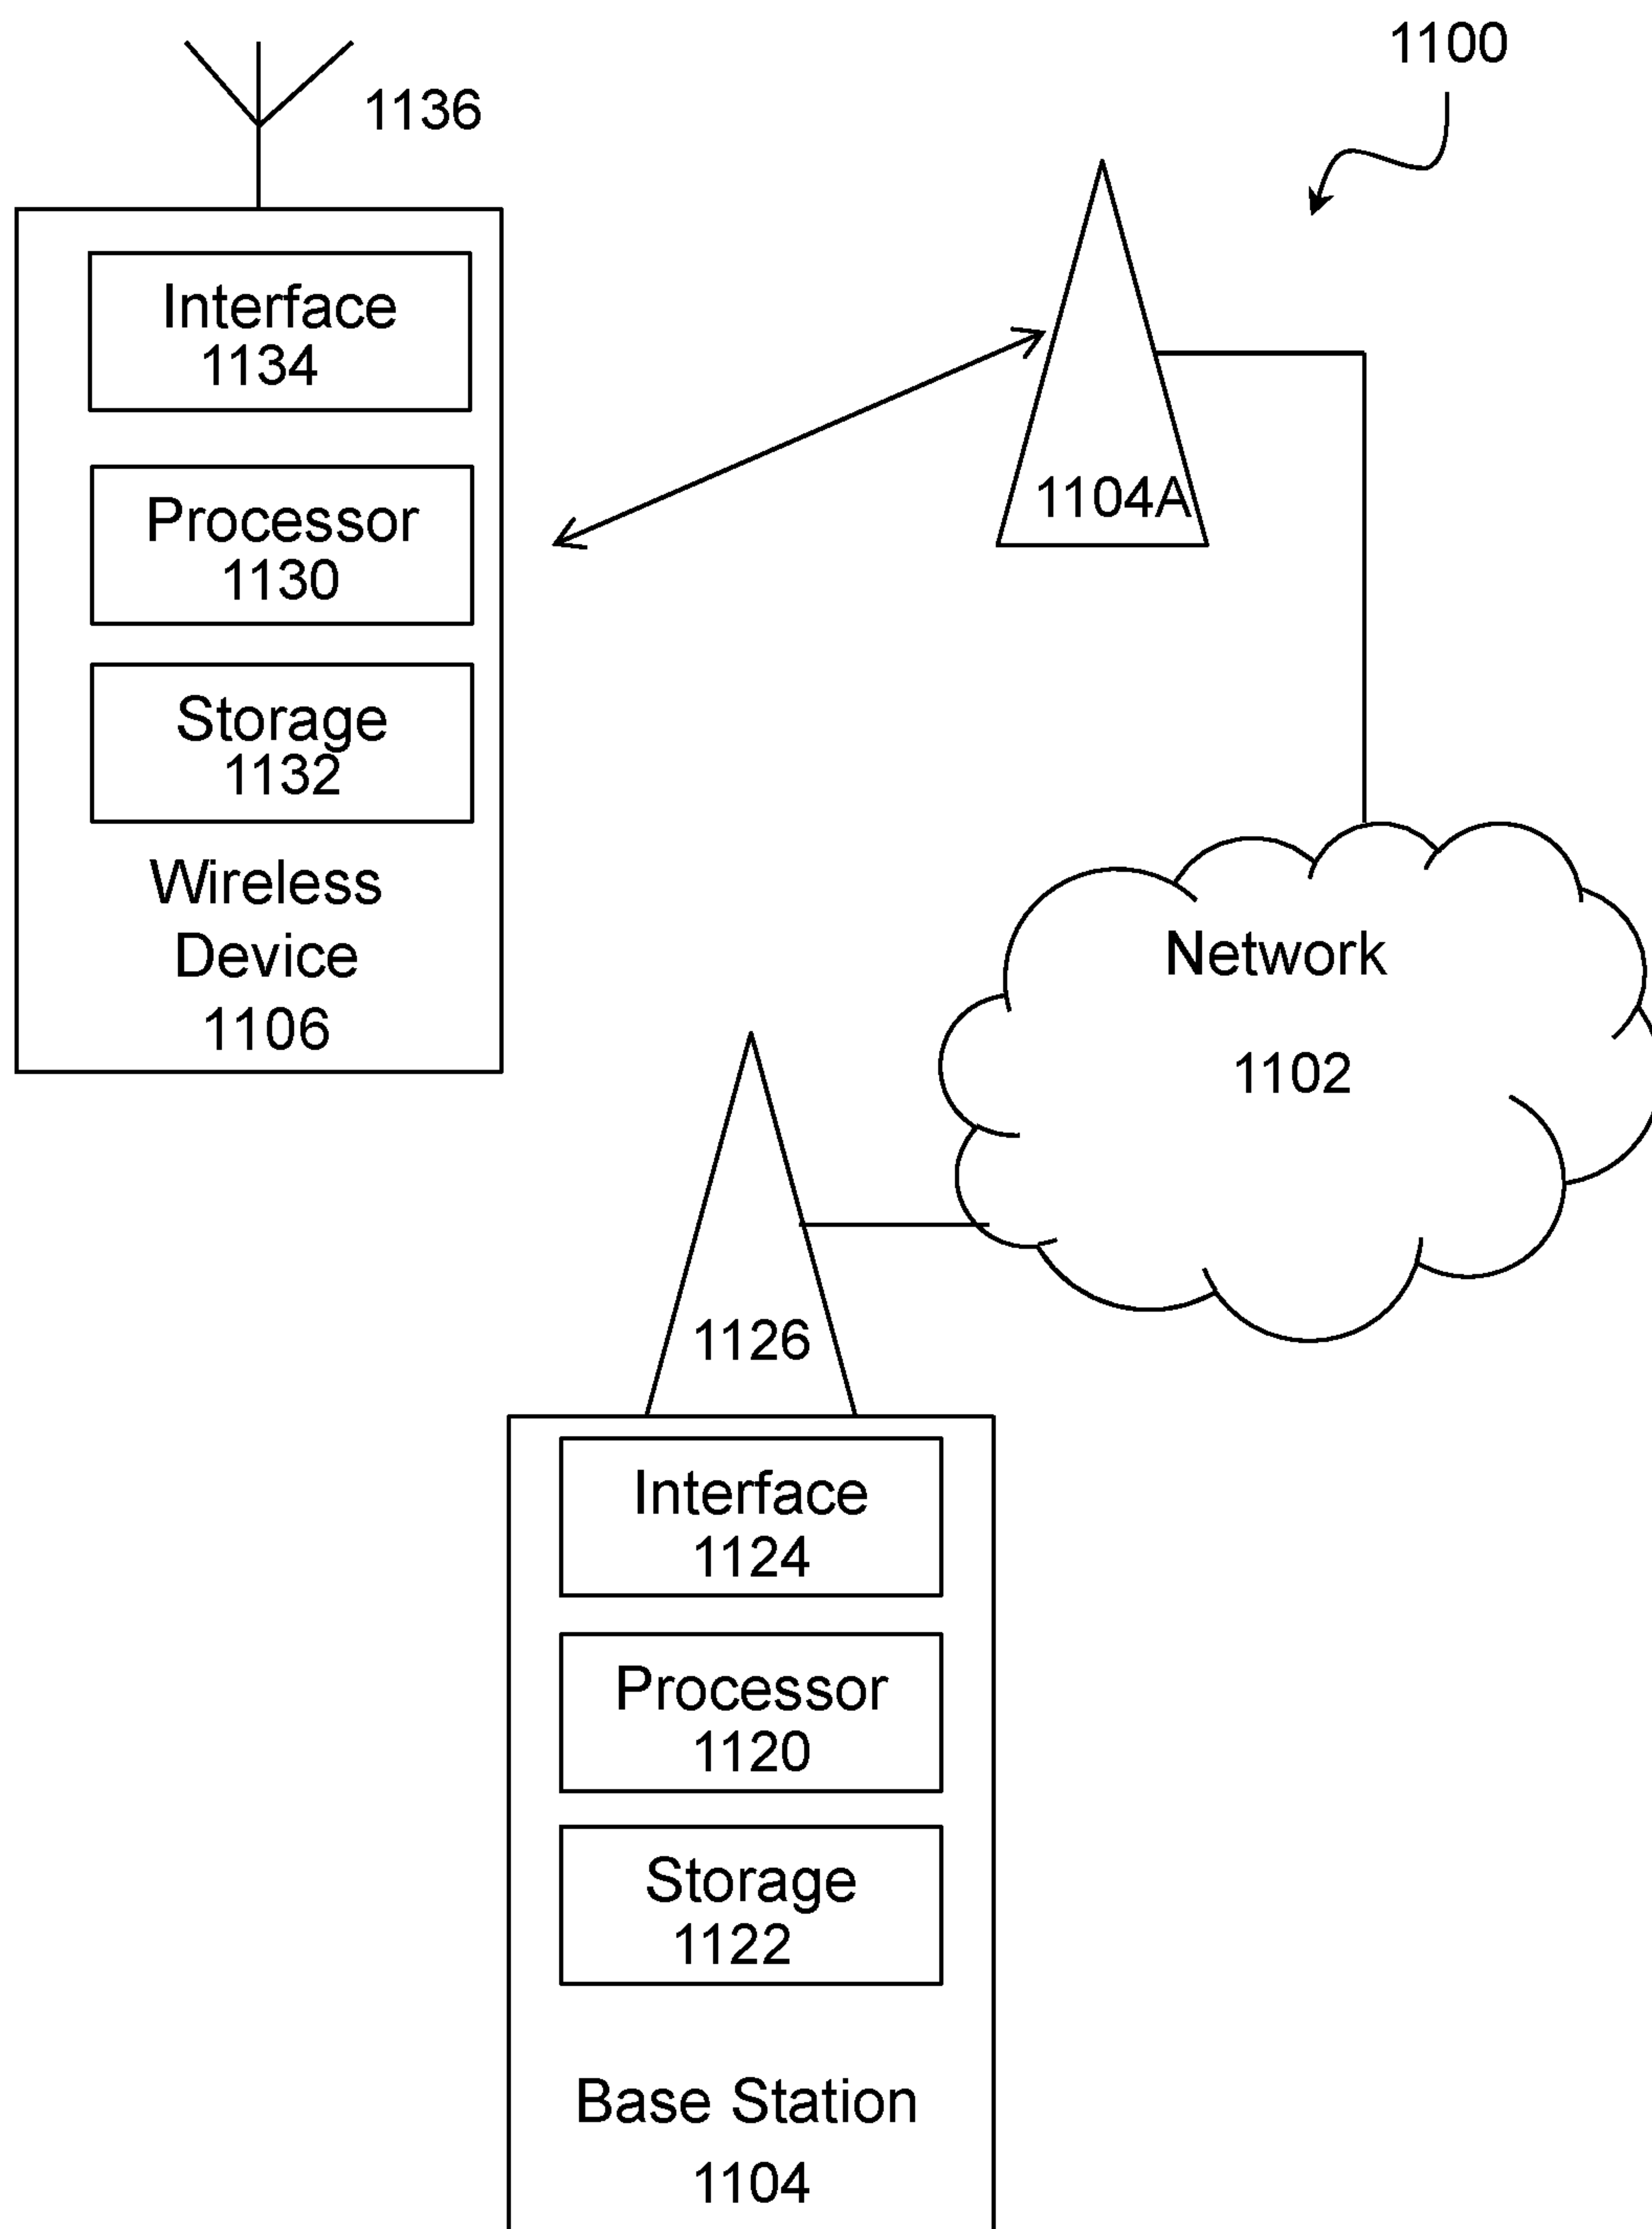 1100
1136
Interface
1134
Processor
1130
Storage
1132
Wireless
Device
1106
1104A
Network
1102
1126
Interface
1124
Processor
1120
Storage
1122
Base Station
1104